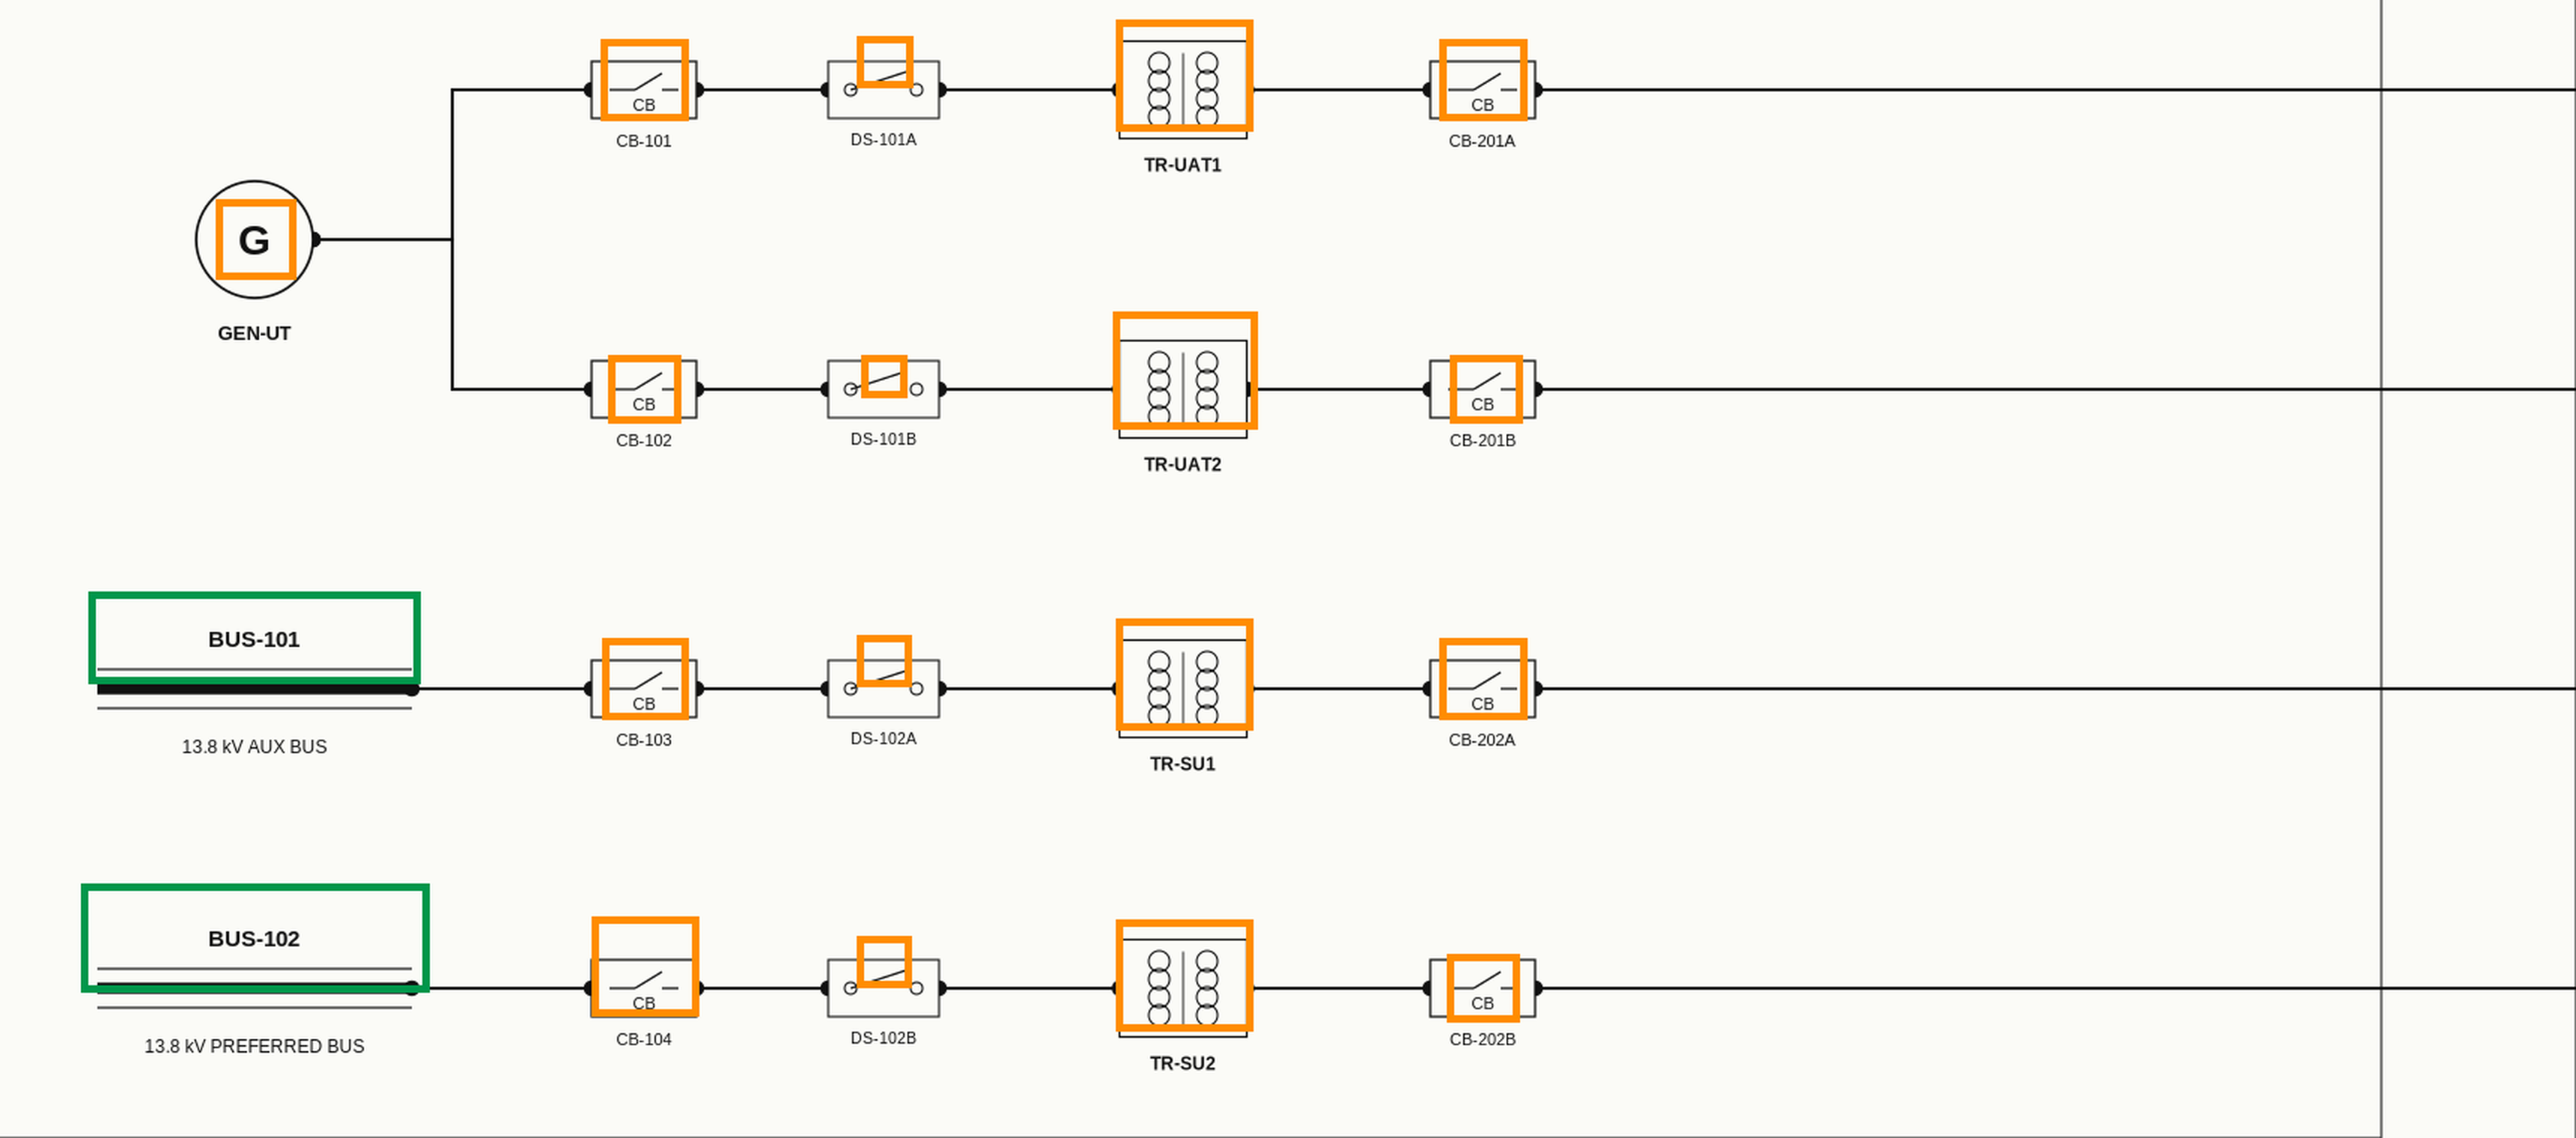 CB
CB
CB-101
DS-101A
CB-201A
TR-UAT1
G
GEN-UT
CB
CB
CB-102
DS-101B
CB-201B
TR-UAT2
BUS-101
CB
CB
CB-103
DS-102A
CB-202A
13.8 kV AUX BUS
TR-SU1
BUS-102
CB
CB
CB-104
DS-102B
CB-202B
13.8 kV PREFERRED BUS
TR-SU2